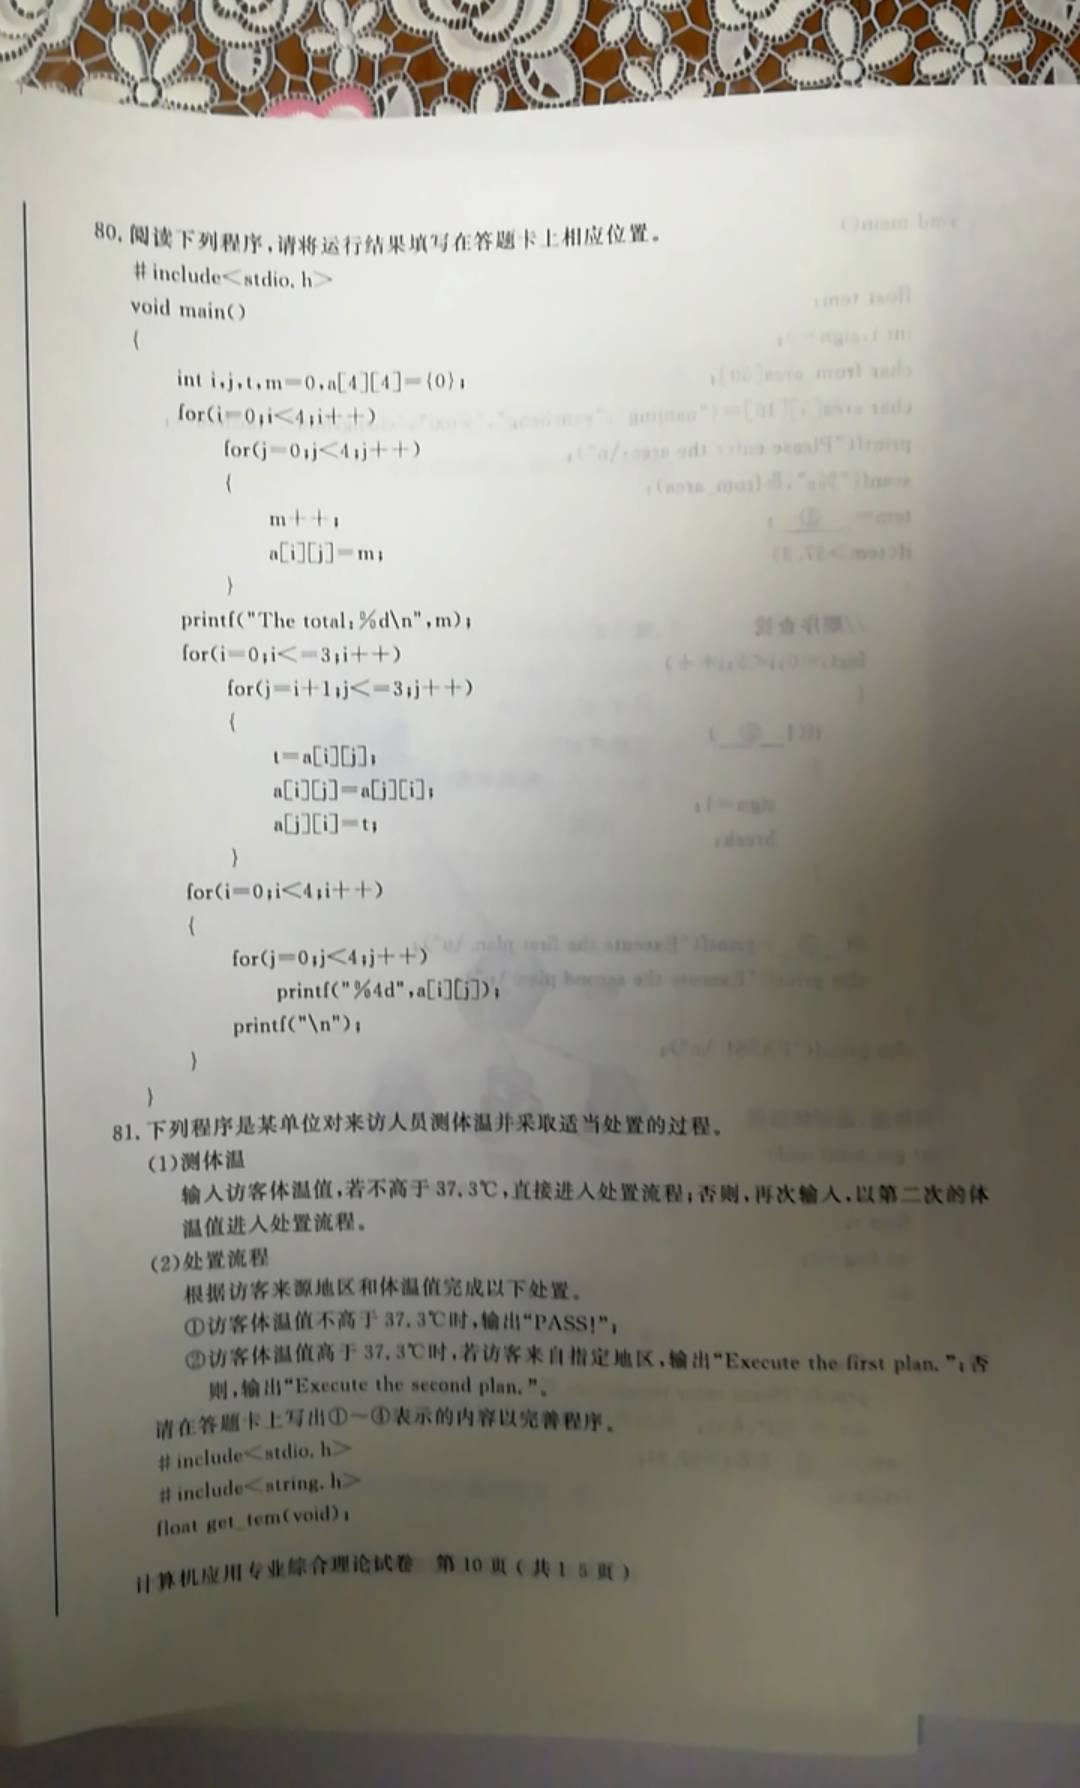 80.阅读下列程序,请将运行结果填写在答题卡上相应位置。
#include<stdio.h>
void main()
{
int i,j,t,m=0,a[4][4]={0};
for(i=0;i<4;i++)
for(j=0;j<4;j++)
{
m++;
a[i][j]=m;
}
printf("The total:%d\n",m);
for(i=0;i<=3;i++)
for(j=i+1;j<=3;j++)
{
t=a[i][j];
a[i][j]=a[j][i];
a[j][i]=t;
}
for(i=0;i<4;i++)
{
for(j=0;j<4;j++)
printf("%4d",a[i][j]);
printf("\n");
}
}
81.下列程序是某单位对来访人员测体温并采取适当处置的过程。
(1)测体温
输入访客体温值,若不高于37.3℃,直接进入处置流程;否则,再次输入,以第二次的体
温值进入处置流程。
(2)处置流程
根据访客来源地区和体温值完成以下处置。
①访客体温值不高于37.3℃时,输出“PASS!”;
②访客体温值高于37.3℃时,若访客来自指定地区,输出“Execute the first plan.”;否
则,输出“Execute the second plan.”。
请在答题卡上写出①~④表示的内容以完善程序。
#include<stdio.h>
#include<string.h>
float get_tem(void);
计算机应用专业综合理论试卷 第10页(共15页)